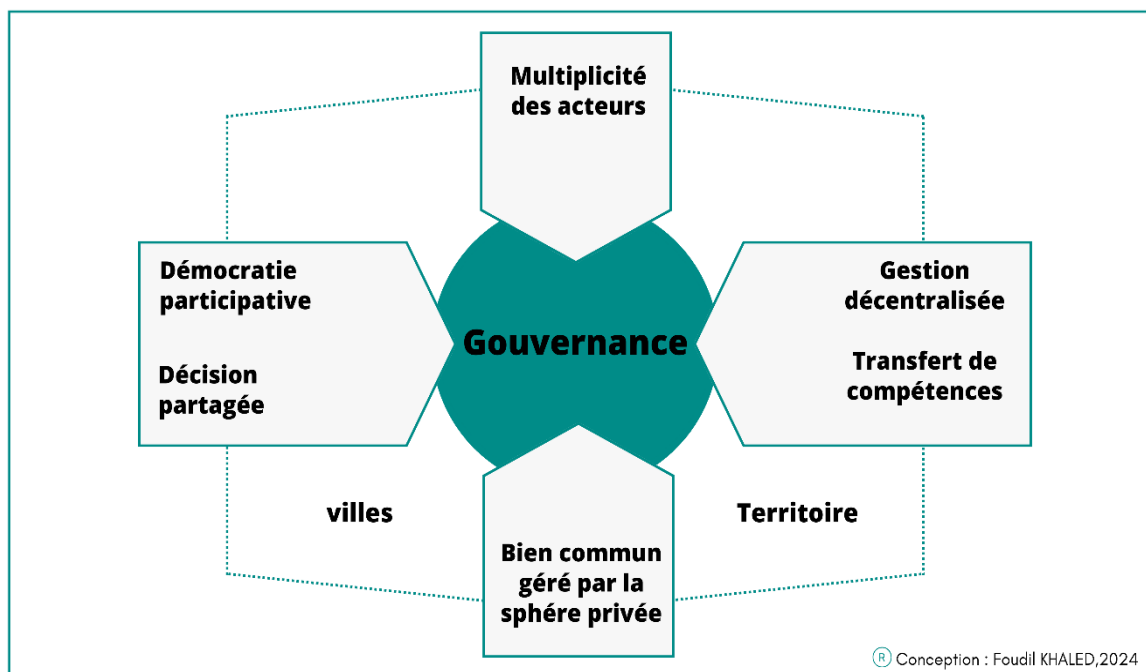 Multiplicité
des acteurs
Démocratie
participative
Décision
partagée
Gouvernance
Gestion
décentralisée
Transfert de
compétences
villes
Territoire
Bien commun
géré par la
sphére privée
® Conception : Foudil KHALED,2024